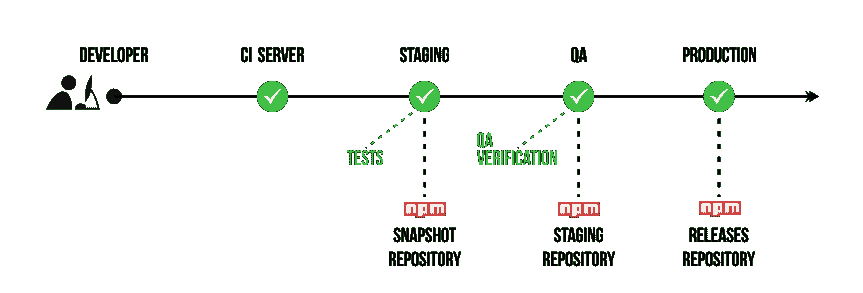 DEVELOPER
CI SERVER
STAGING
QA
PRODUCTION
TESTS
QA
VERIFICATION
npm
npm
npm
SNAPSHOT
REPOSITORY
STAGING
REPOSITORY
RELEASES
REPOSITORY